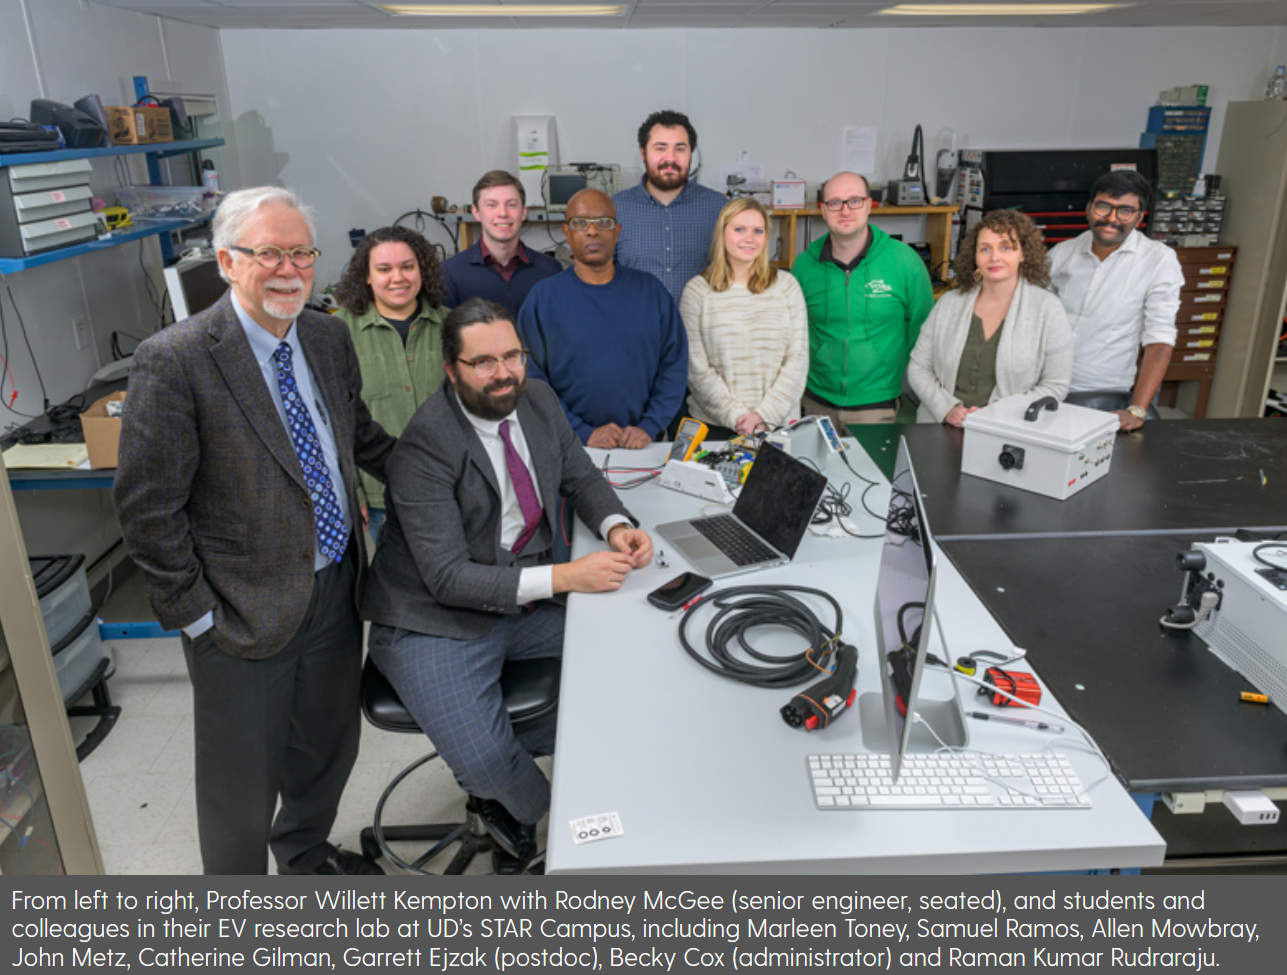 From left to right, Professor Willett Kempton with Rodney McGee (senior engineer, seated), and students and
colleagues in their EV research lab at UD’s STAR Campus, including Marleen Toney, Samuel Ramos, Allen Mowbray,
John Metz, Catherine Gilman, Garrett Ejzak (postdoc), Becky Cox (administrator) and Raman Kumar Rudraraju.